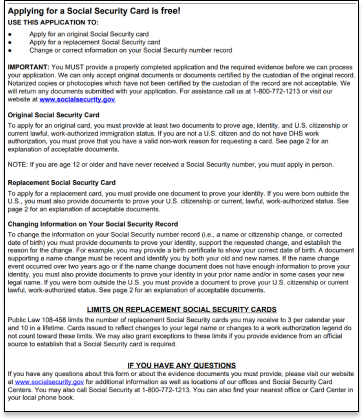 Applying for a Social Security Card is free!
USE THIS APPLICATION TO:
● Apply for an original Social Security card
● Apply for a replacement Social Security card
● Change or correct information on your Social Security number record
IMPORTANT: You MUST provide a properly completed application and the required evidence before we can process
your application. We can only accept original documents or documents certified by the custodian of the original record.
Notarized copies or photocopies which have not been certified by the custodian of the record are not acceptable. We
will return any documents submitted with your application. For assistance call us at 1-800-772-1213 or visit our
website at www.socialsecurity.gov.
Original Social Security Card
To apply for an original card, you must provide at least two documents to prove age, identity, and U.S. citizenship or
current lawful, work-authorized immigration status. If you are not a U.S. citizen and do not have DHS work
authorization, you must prove that you have a valid non-work reason for requesting a card. See page 2 for an
explanation of acceptable documents.
NOTE: If you are age 12 or older and have never received a Social Security number, you must apply in person.
Replacement Social Security Card
To apply for a replacement card, you must provide one document to prove your identity. If you were born outside the
U.S., you must also provide documents to prove your U.S. citizenship or current, lawful, work-authorized status. See
page 2 for an explanation of acceptable documents.
Changing Information on Your Social Security Record
To change the information on your Social Security number record (i.e., a name or citizenship change, or corrected
date of birth) you must provide documents to prove your identity, support the requested change, and establish the
reason for the change. For example, you may provide a birth certificate to show your correct date of birth. A document
supporting a name change must be recent and identify you by both your old and new names. If the name change
event occurred over two years ago or if the name change document does not have enough information to prove your
identity, you must also provide documents to prove your identity in your prior name and/or in some cases your new
legal name. If you were born outside the U.S. you must provide a document to prove your U.S. citizenship or current
lawful, work-authorized status. See page 2 for an explanation of acceptable documents.
LIMITS ON REPLACEMENT SOCIAL SECURITY CARDS
Public Law 108-458 limits the number of replacement Social Security cards you may receive to 3 per calendar year
and 10 in a lifetime. Cards issued to reflect changes to your legal name or changes to a work authorization legend do
not count toward these limits. We may also grant exceptions to these limits if you provide evidence from an official
source to establish that a Social Security card is required.
IF YOU HAVE ANY QUESTIONS
If you have any questions about this form or about the evidence documents you must provide, please visit our website
at www.socialsecurity.gov for additional information as well as locations of our offices and Social Security Card
Centers. You may also call Social Security at 1-800-772-1213. You can also find your nearest office or Card Center in
your local phone book.